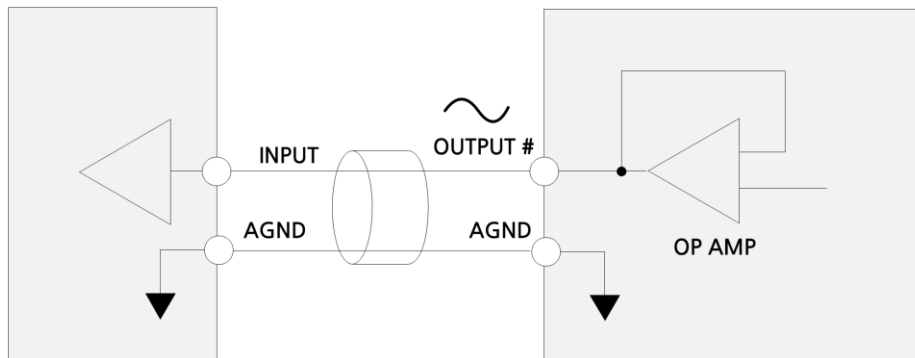 OUTPUT #
INPUT
AGND
AGND
OP AMP